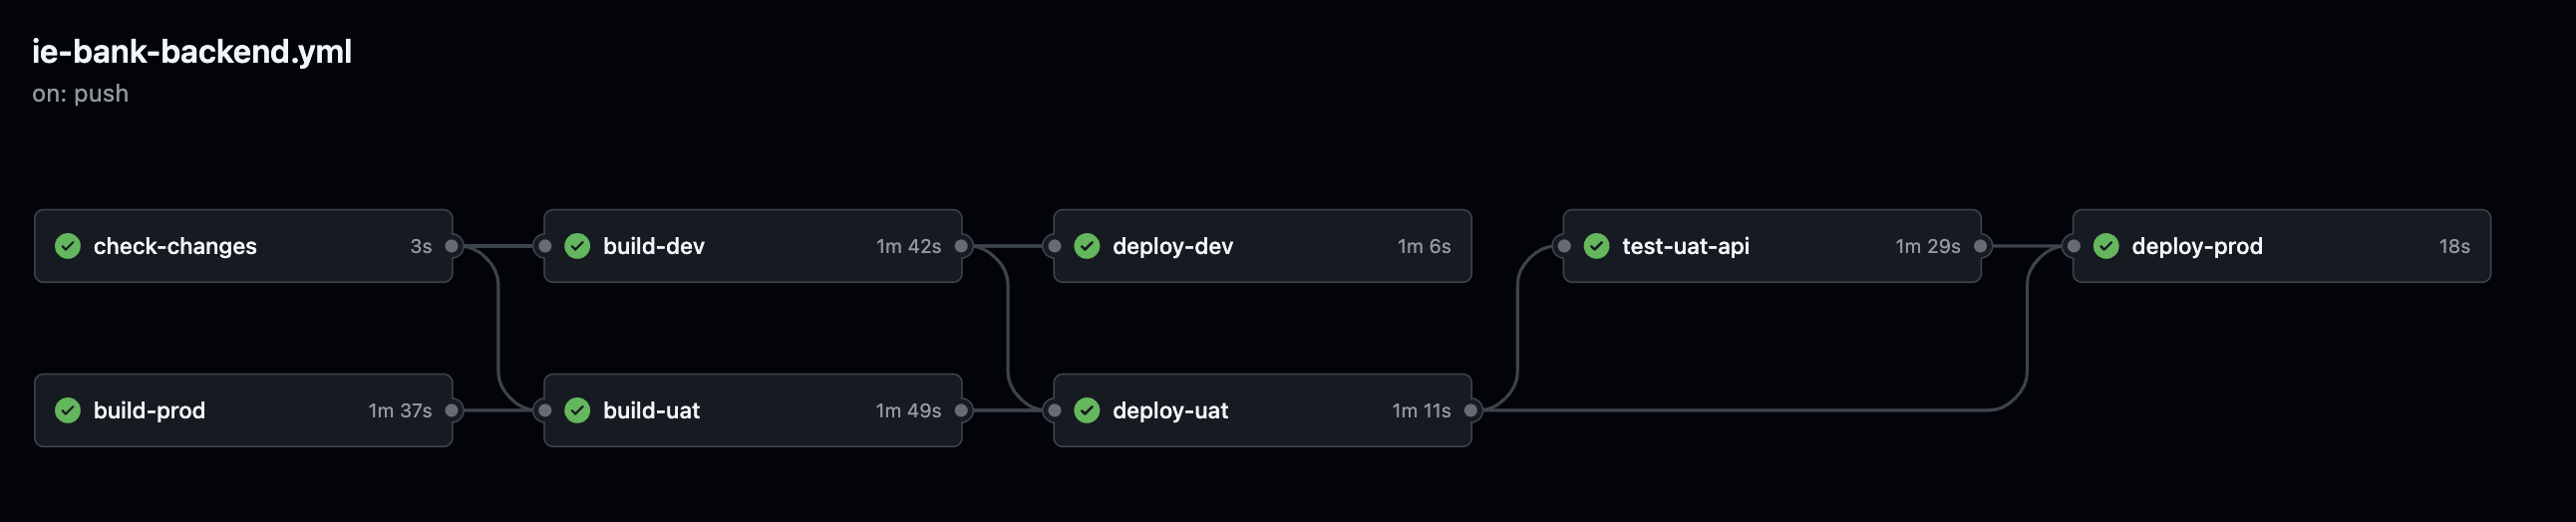 ie-bank-backend.yml
on: push
check-changes 3s
build-dev 1m 42s
deploy-dev 1m 6s
test-uat-api 1m 29s
deploy-prod 18s
build-prod 1m 37s
build-uat 1m 49s
deploy-uat 1m 11s